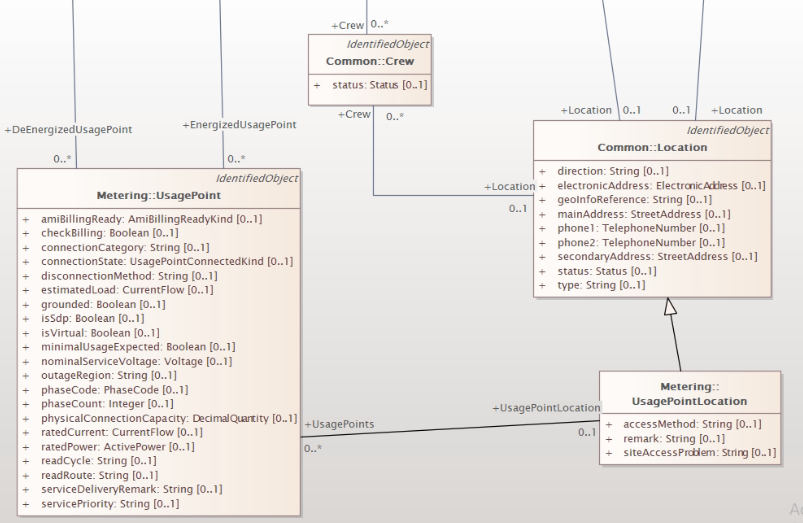 +Crew 0..*
IdentifiedObject
Common::Crew
+ status: Status [0..1]
+Crew 0..*
+DeEnergizedUsagePoint
0..*
+EnergizedUsagePoint
0..*
+Location 0..1
0..1 +Location
+Location
0..1
IdentifiedObject
Common::Location
+ direction: String [0..1]
+ electronicAddress: ElectronicAddress [0..1]
+ geoInfoReference: String [0..1]
+ mainAddress: StreetAddress [0..1]
+ phone1: TelephoneNumber [0..1]
+ phone2: TelephoneNumber [0..1]
+ secondaryAddress: StreetAddress [0..1]
+ status: Status [0..1]
+ type: String [0..1]
IdentifiedObject
Metering::UsagePoint
+ amiBillingReady: AmiBillingReadyKind [0..1]
+ checkBilling: Boolean [0..1]
+ connectionCategory: String [0..1]
+ connectionState: UsagePointConnectedKind [0..1]
+ disconnectionMethod: String [0..1]
+ estimatedLoad: CurrentFlow [0..1]
+ grounded: Boolean [0..1]
+ isSdp: Boolean [0..1]
+ isVirtual: Boolean [0..1]
+ minimalUsageExpected: Boolean [0..1]
+ nominalServiceVoltage: Voltage [0..1]
+ outageRegion: String [0..1]
+ phaseCode: PhaseCode [0..1]
+ phaseCount: Integer [0..1]
+ physicalConnectionCapacity: DecimalQuantity [0..1]
+ ratedCurrent: CurrentFlow [0..1]
+ ratedPower: ActivePower [0..1]
+ readCycle: String [0..1]
+ readRoute: String [0..1]
+ serviceDeliveryRemark: String [0..1]
+ servicePriority: String [0..1]
+UsagePoints
0..*
+UsagePointLocation
0..1
Metering::
UsagePointLocation
+ accessMethod: String [0..1]
+ remark: String [0..1]
+ siteAccessProblem: String [0..1]